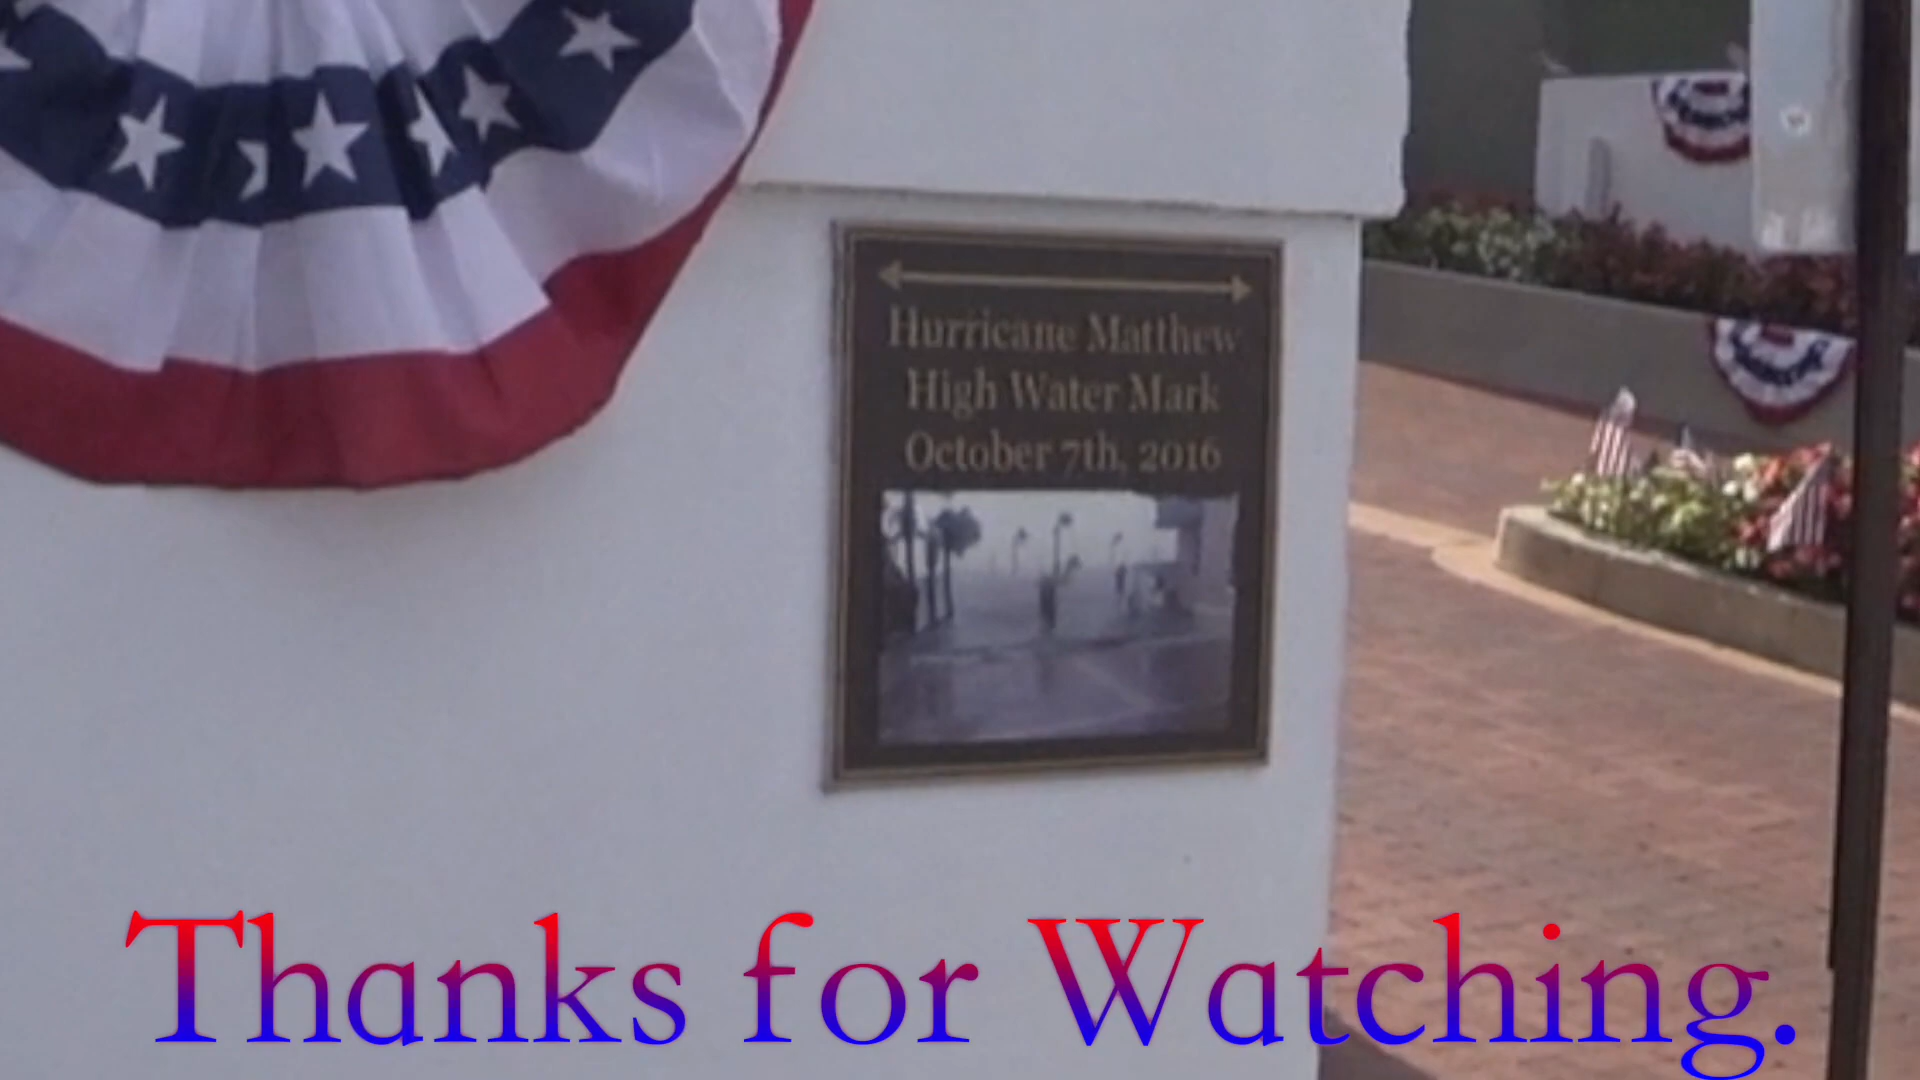 Hurricane Matthew
High Water Mark
October 7th, 2016
Thanks for Watching.